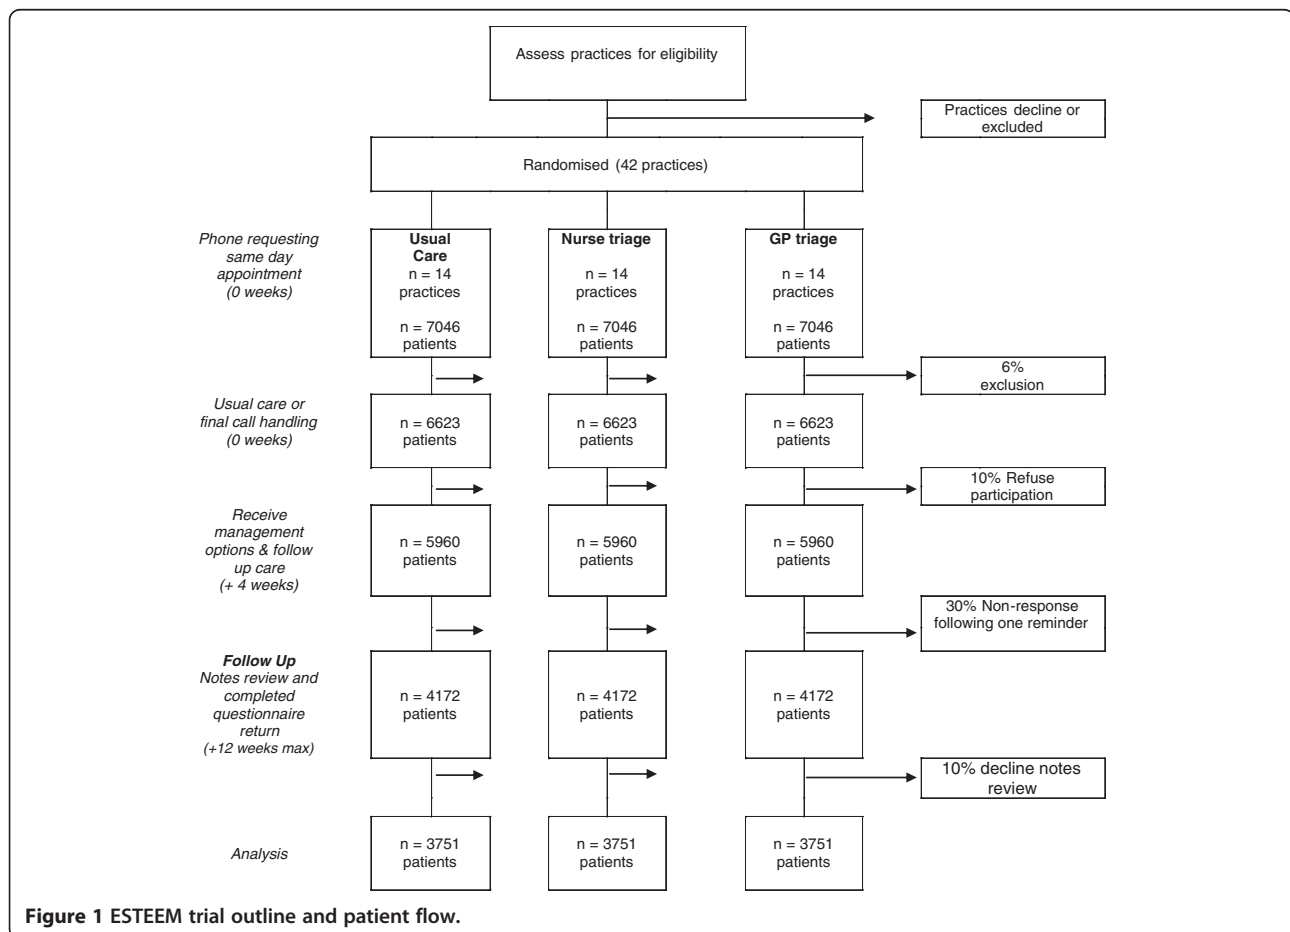 Assess practices for eligibility
Practices decline or
excluded
Randomised (42 practices)
Phone requesting
same day
appointment
(0 weeks)
Usual
Care
n = 14
practices
n = 7046
patients
Nurse triage
n = 14
practices
n = 7046
patients
GP triage
n = 14
practices
n = 7046
patients
6%
exclusion
Usual care or
final call handling
(0 weeks)
n = 6623
patients
n = 6623
patients
n = 6623
patients
10% Refuse
participation
Receive
management
options & follow
up care
(+ 4 weeks)
n = 5960
patients
n = 5960
patients
n = 5960
patients
30% Non-response
following one reminder
Follow Up
Notes review and
completed
questionnaire
return
(+12 weeks max)
n = 4172
patients
n = 4172
patients
n = 4172
patients
10% decline notes
review
Analysis
n = 3751
patients
n = 3751
patients
n = 3751
patients
Figure 1 ESTEEM trial outline and patient flow.